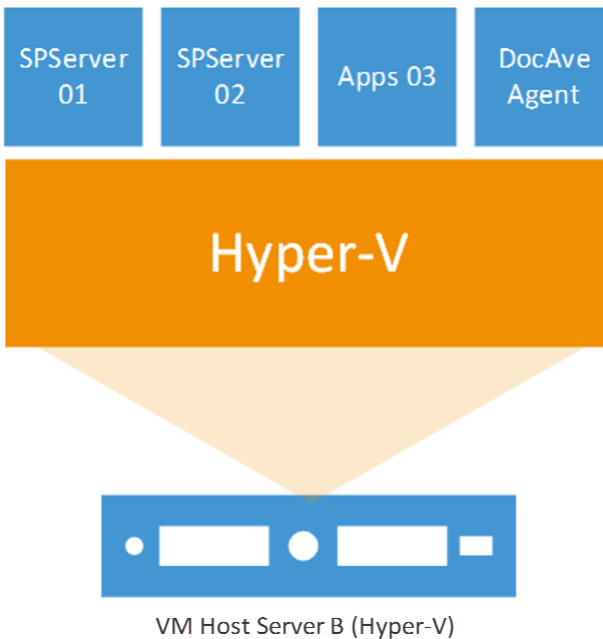 SPServer
01
SPServer
02
Apps 03
DocAve
Agent
Hyper-V
VM Host Server B (Hyper-V)